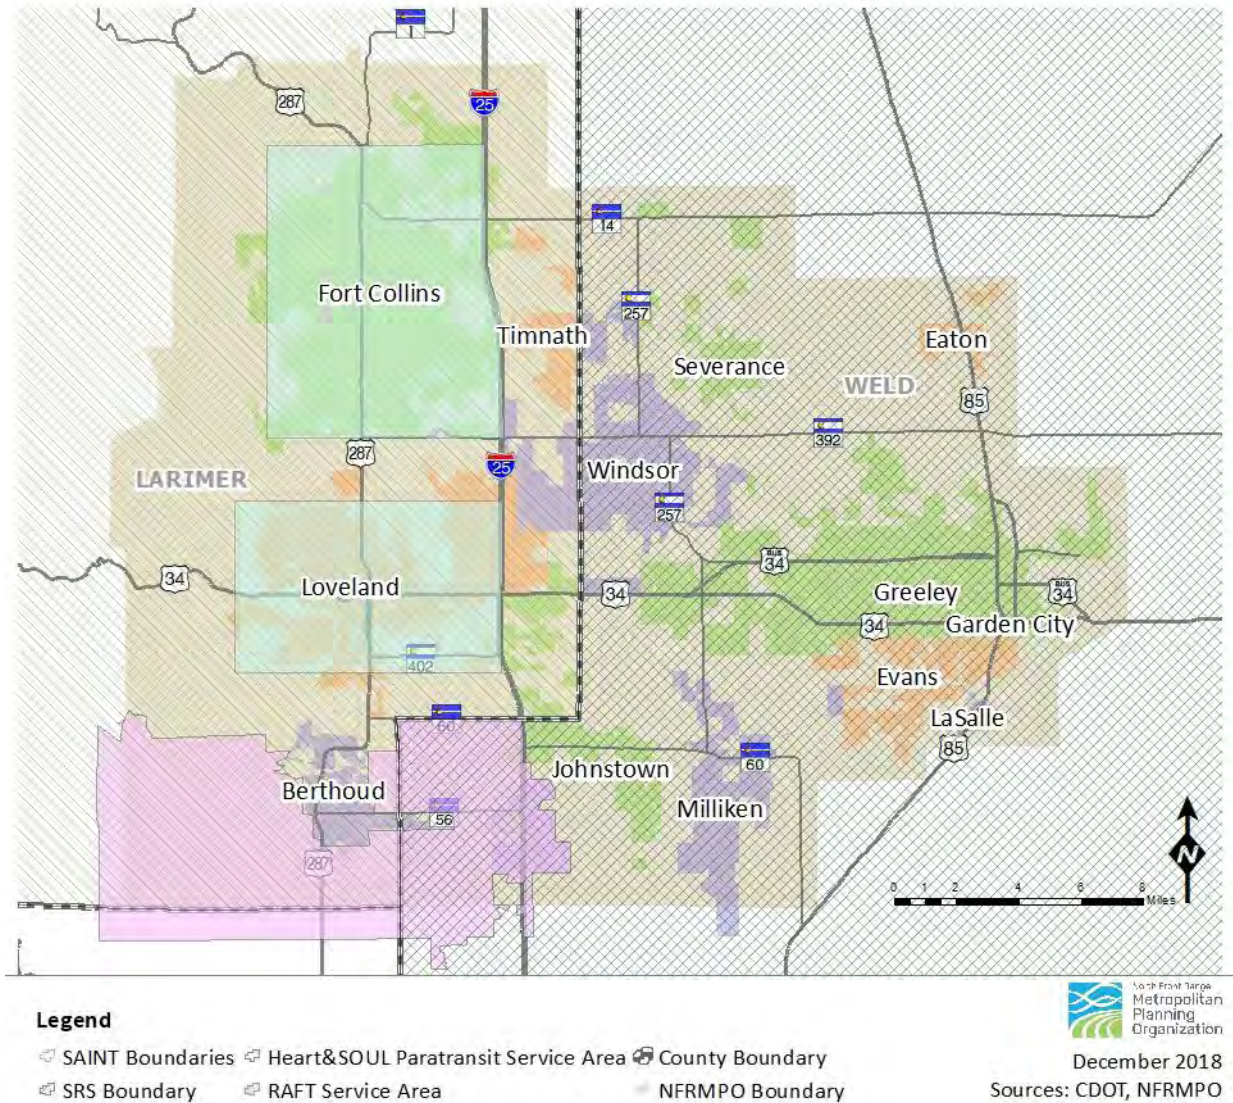 1
287
25
14
Fort Collins
257
Timnath
Eaton
Severance
WELD
85
392
287
25
LARIMER
Windsor
257
34
BUS 34
Loveland
34
Greeley
BUS 34
34
Garden City
402
Evans
60
LaSalle
85
Johnstown
60
Berthoud
Milliken
56
287
N
0 1 2 4 6 8
Miles
North Front Range
Metropolitan
Planning
Organization
Legend
SAINT Boundaries Heart&SOUL Paratransit Service Area County Boundary
SRS Boundary RAFT Service Area NFRMPO Boundary
December 2018
Sources: CDOT, NFRMPO